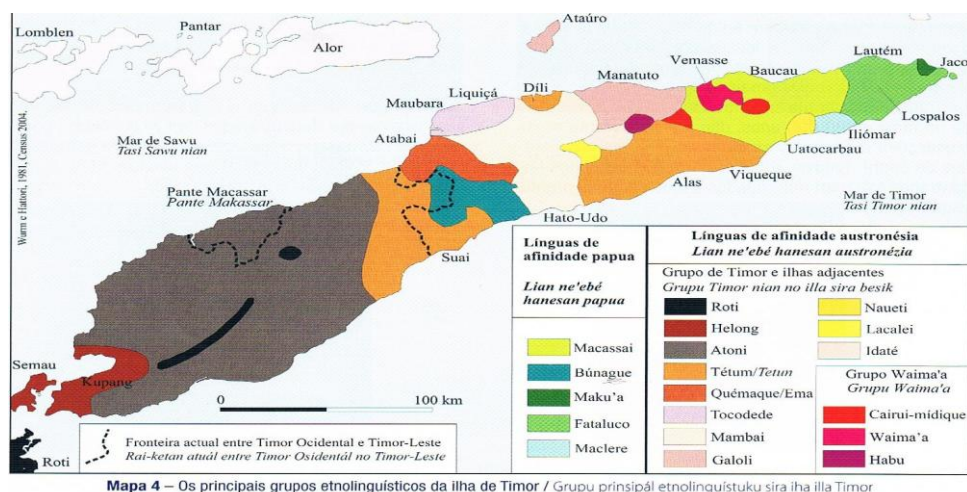 Lomblen
Pantar
Alor
Ataúro
Maubara
Liquiçá
Díli
Manatuto
Vemasse
Baucau
Lautém
Jaco
Atabai
Lospalos
Iliómar
Uatocarbau
Viqueque
Alas
Hato-Udo
Suai
Mar de Sawu
Tasi Sawu nian
Pante Macassar
Pante Makassar
Mar de Timor
Tasi Timor nian
Semau
Kupang
Roti
Warm e Hattori, 1981, Census 2004.
0 100 km
Fronteira actual entre Timor Ocidental e Timor-Leste
Rai-ketan atuál entre Timor Osidentál no Timor-Leste
Línguas de
afinidade papua
Lian ne'ebé
hanesan papua
Macassai
Búnague
Maku'a
Fataluco
Maclere
Línguas de afinidade austronésia
Lian ne'ebé hanesan austronézia
Grupo de Timor e ilhas adjacentes
Grupu Timor nian no illa sira besik
Roti
Helong
Atoni
Tétum/Tetun
Quémaque/Ema
Tocodede
Mambai
Galoli
Naueti
Lacalei
Idaté
Grupo Waima'a
Grupu Waima'a
Cairui-mídique
Waima'a
Habu
Mapa 4 – Os principais grupos etnolinguísticos da ilha de Timor / Grupu prinsipál etnolinguístuku sira iha illa Timor